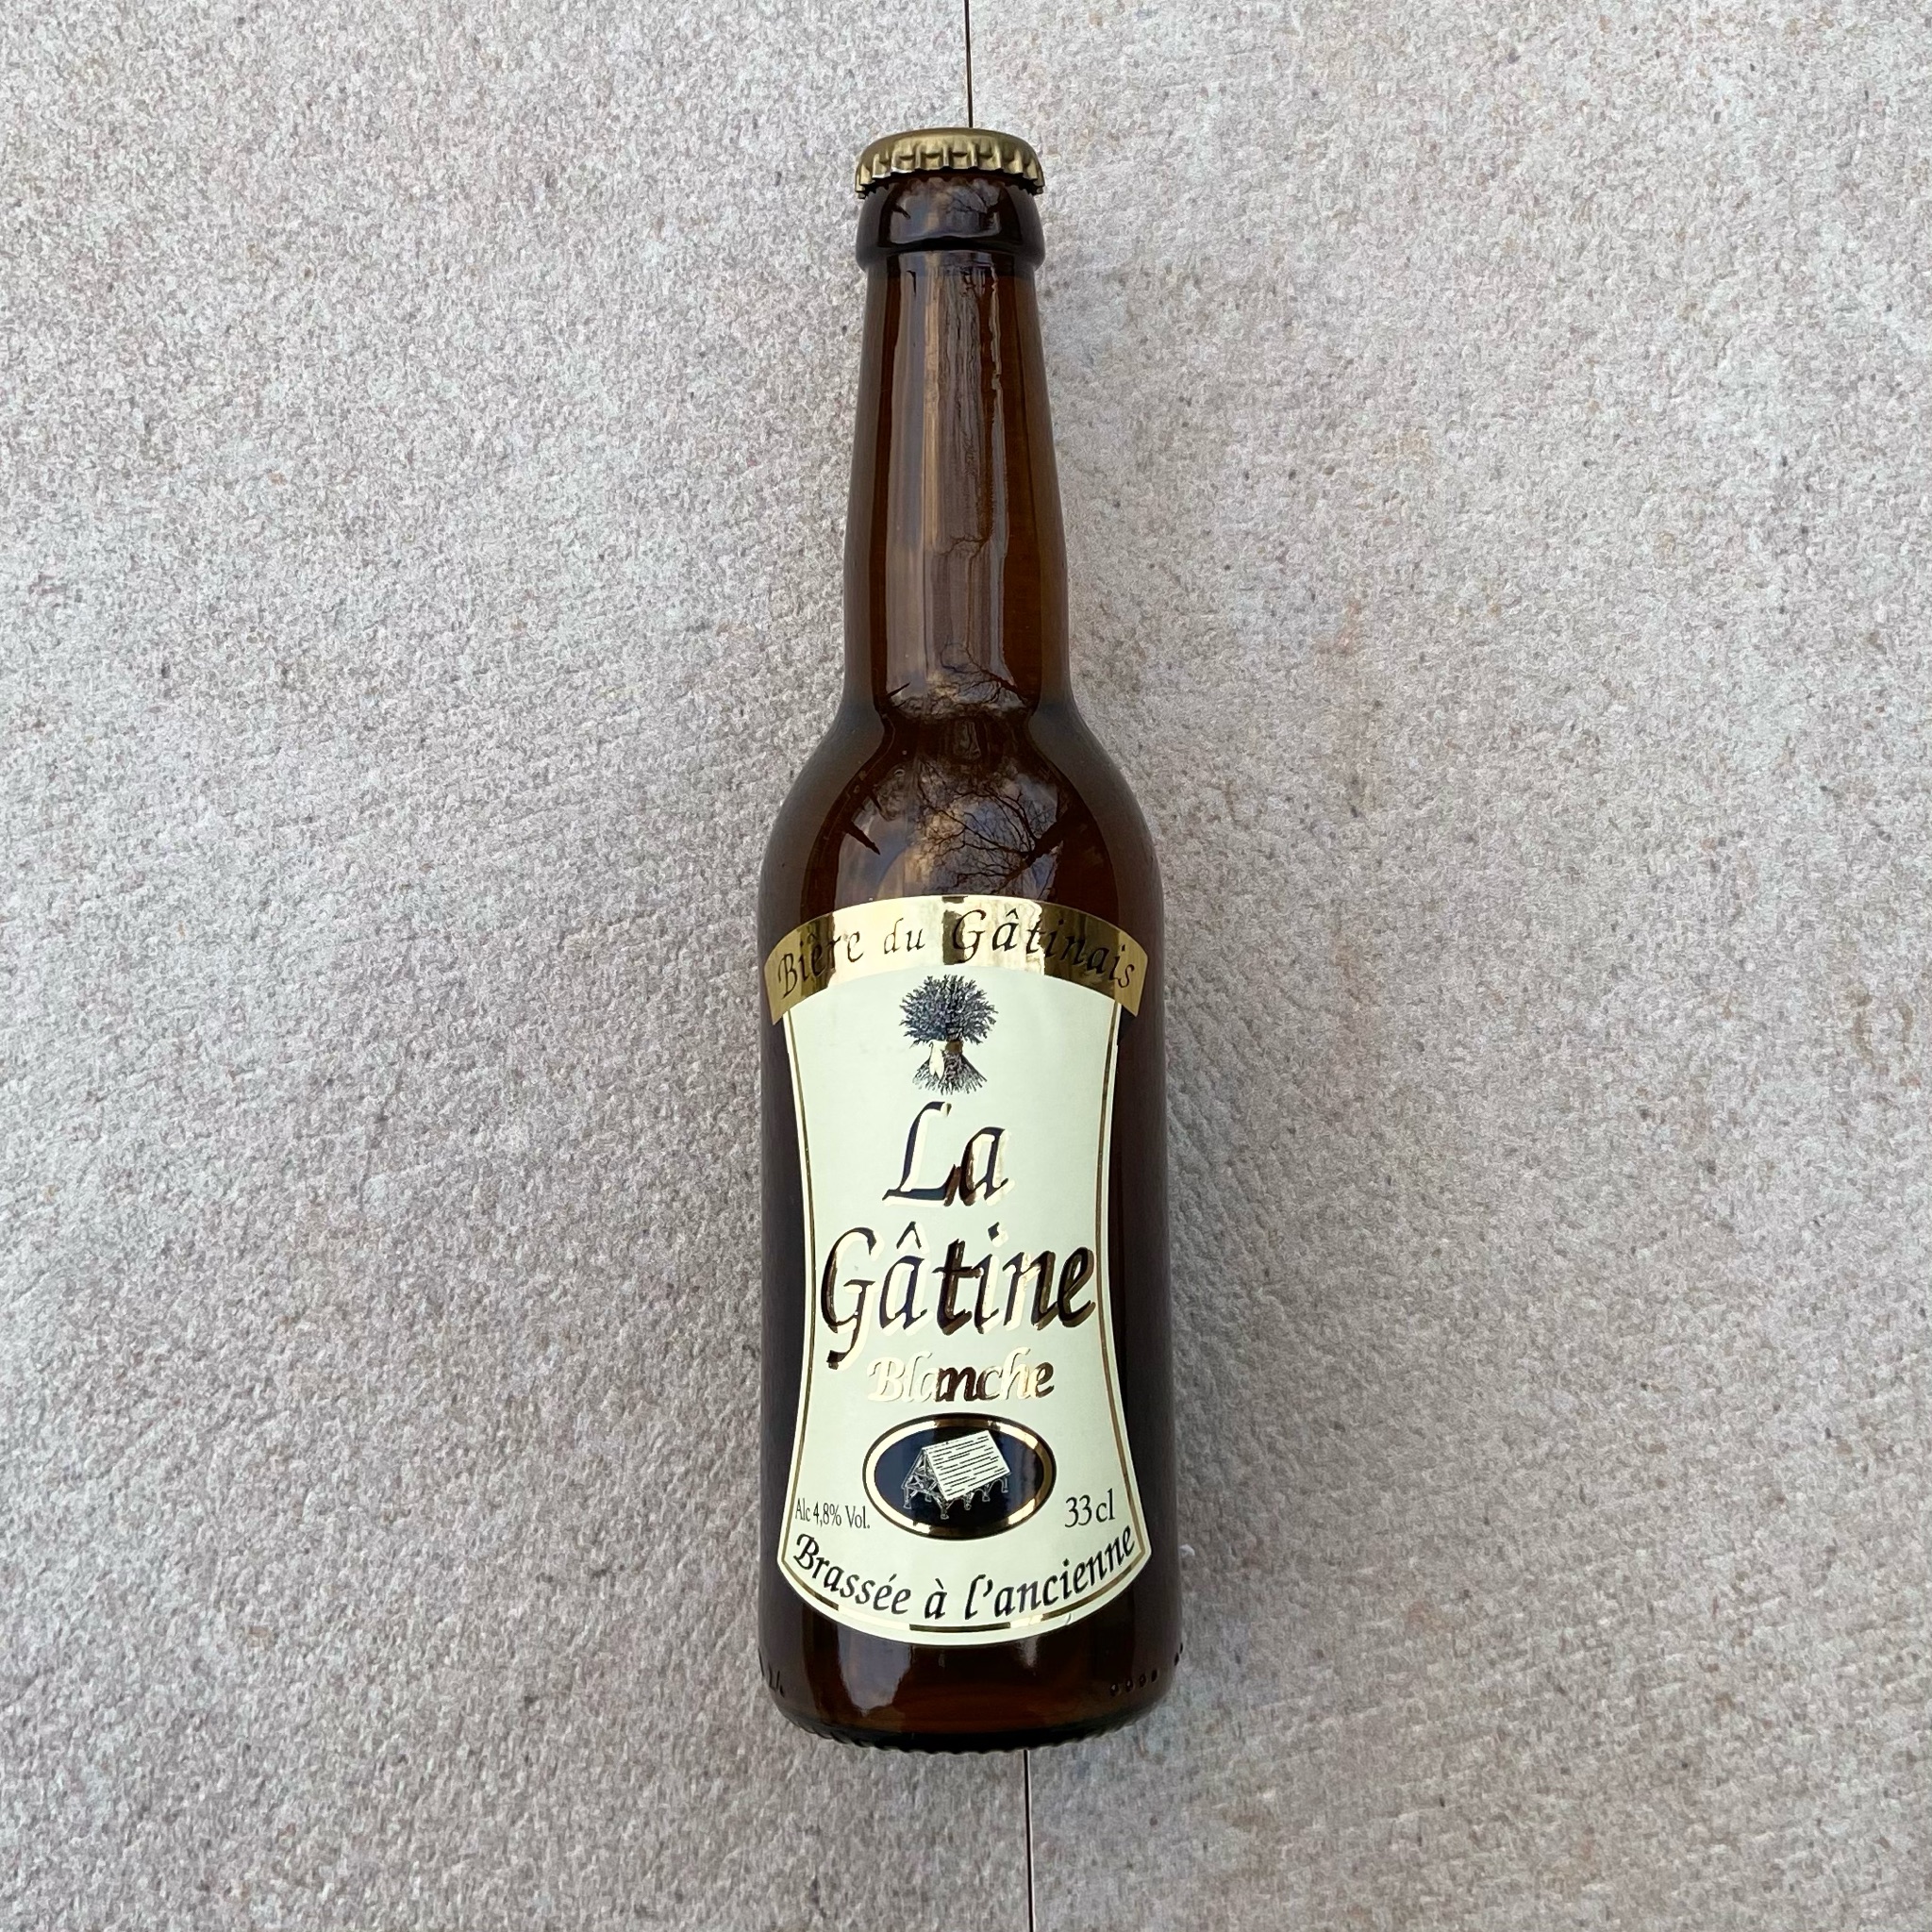 Bière du Gâtinais
La
Gâtine
Blanche
Alc 4,8% Vol.
33 cl
Brassée à l'ancienne